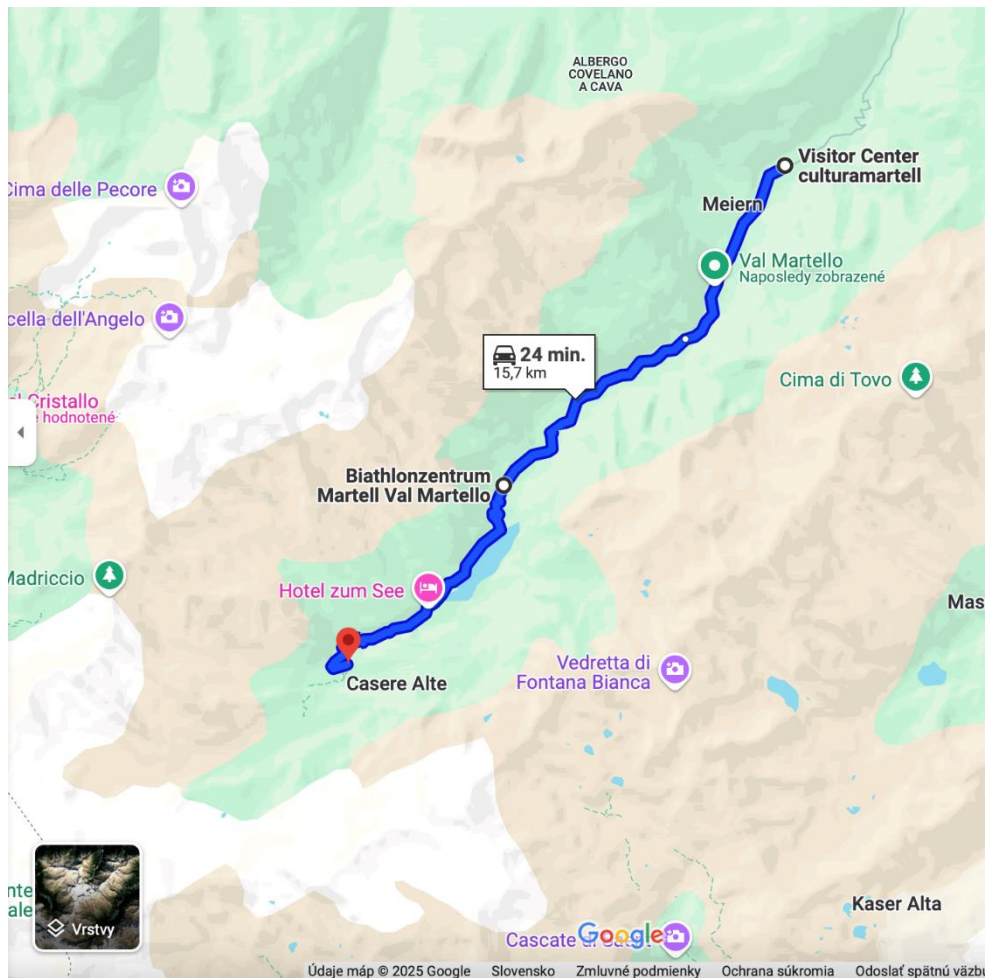 ALBERGO
COVELANO
A CAVA
Visitor Center
culturamartell
Cima delle Pecore
Meiern
Val Martello
Naposledy zobrazené
cella dell'Angelo
24 min.
15,7 km
Cima di Tovo
Cristallo
hodnotené
Biathlonzentrum
Martell Val Martello
Madriccio
Hotel zum See
Mas
Casere Alte
Vedretta di
Fontana Bianca
nte
ale
Vrstvy
Kaser Alta
Cascate di
Google
Údaje máp © 2025 Google Slovensko Zmluvné podmienky Ochrana súkromia Odoslať spätnú väzbu